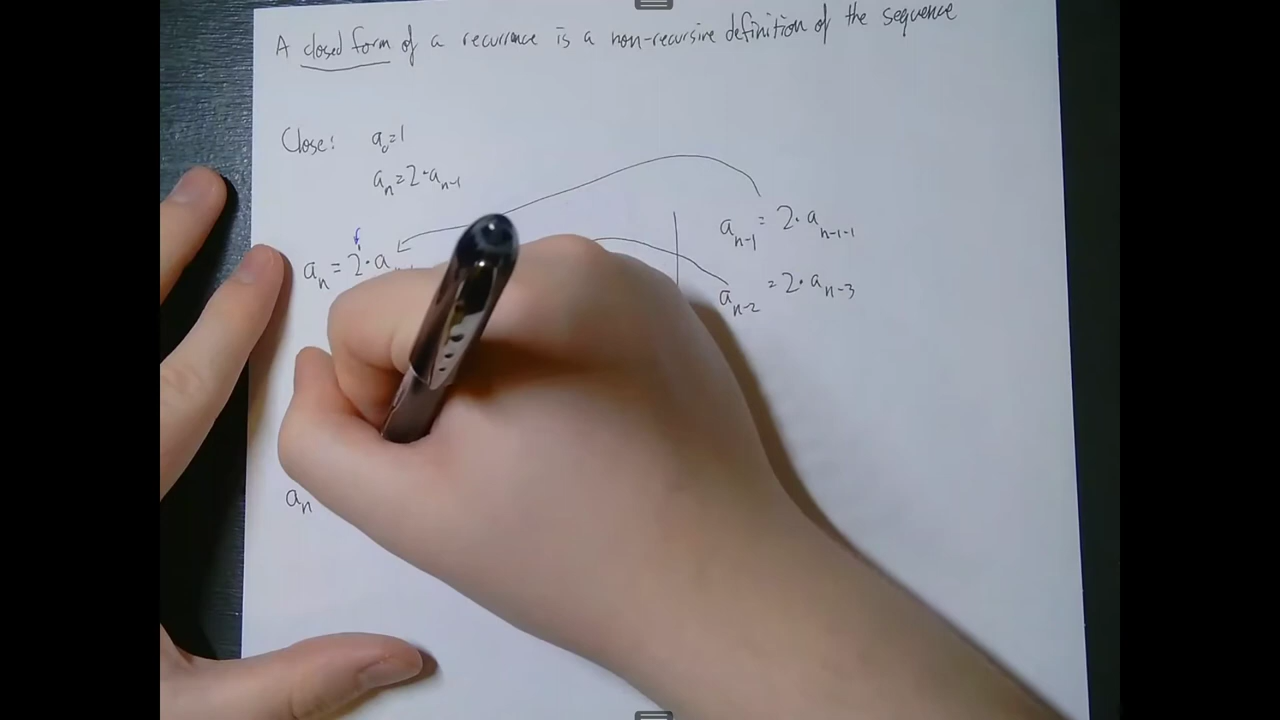 A closed form of a recurrence is a non-recursive definition of the sequence
Close: a₀=1
aₙ=2·aₙ₋₁
aₙ = 2·a
aₙ₋₁ = 2·aₙ₋₁₋₁
aₙ₋₂ = 2·aₙ₋₃
aₙ